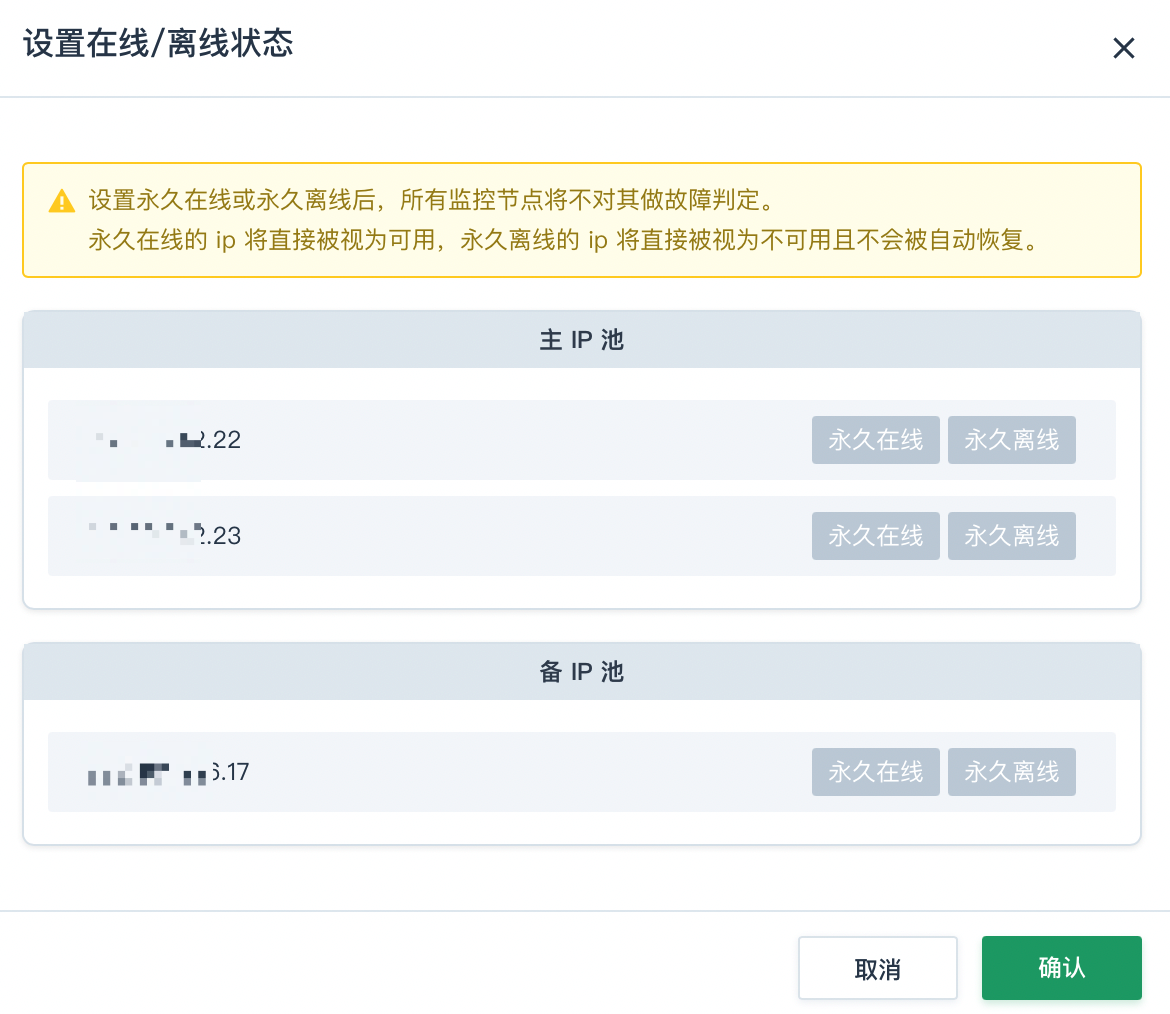 设置在线/离线状态
设置永久在线或永久离线后，所有监控节点将不对其做故障判定。
永久在线的 ip 将直接被视为可用，永久离线的 ip 将直接被视为不可用且不会被自动恢复。
主 IP 池
.22 永久在线 永久离线
.23 永久在线 永久离线
备 IP 池
.17 永久在线 永久离线
取消 确认